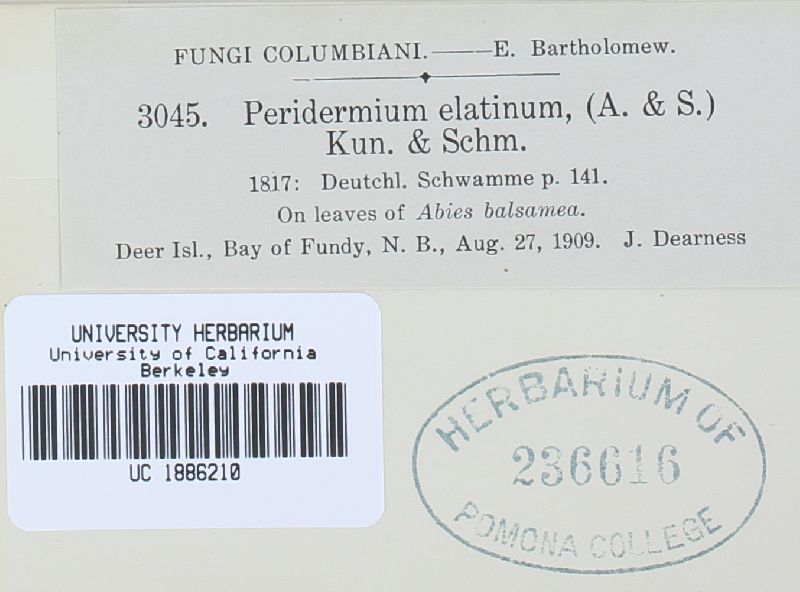 FUNGI COLUMBIANI.——E. Bartholomew.
3045. Peridermium elatinum, (A. & S.)
Kun. & Schm.
1817: Deutchl. Schwamme p. 141.
On leaves of Abies balsamea.
Deer Isl., Bay of Fundy, N. B., Aug. 27, 1909. J. Dearness
UNIVERSITY HERBARIUM
University of California
Berkeley
UC 1886210
HERBARiUM OF
236616
POMONA COLLEGE